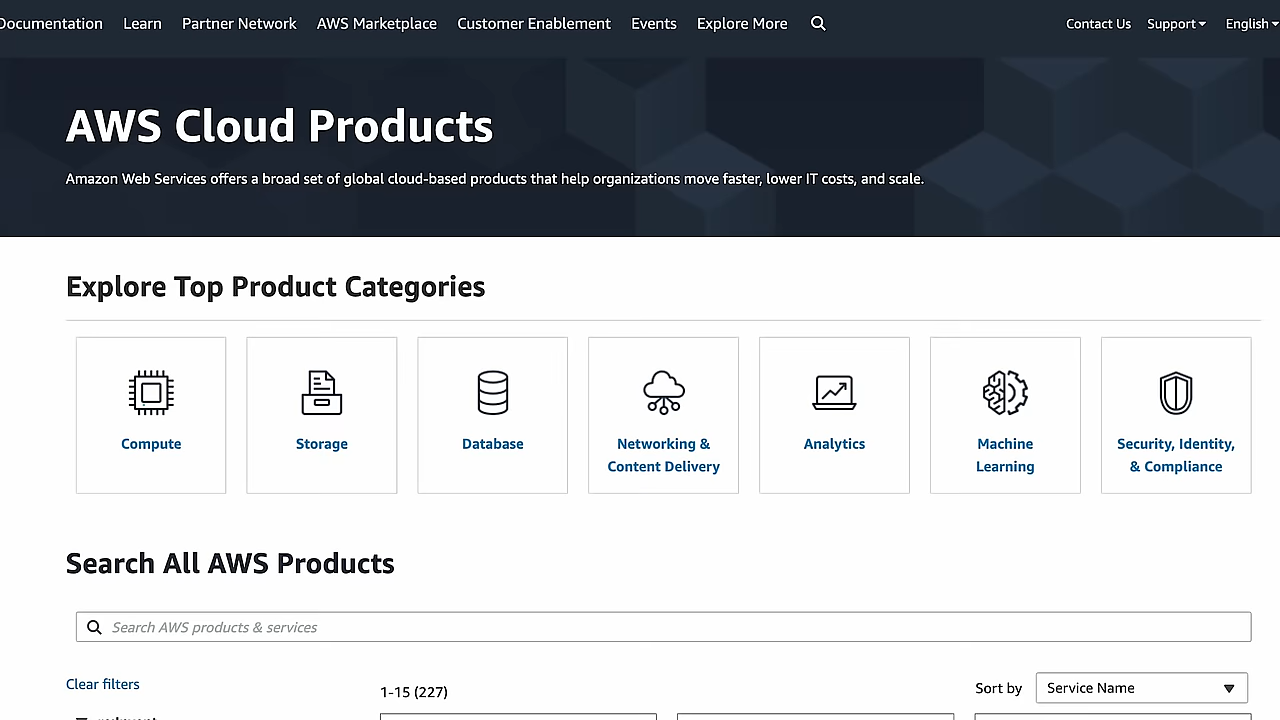 Documentation Learn Partner Network AWS Marketplace Customer Enablement Events Explore More Contact Us Support English
AWS Cloud Products
Amazon Web Services offers a broad set of global cloud-based products that help organizations move faster, lower IT costs, and scale.
Explore Top Product Categories
Compute
Storage
Database
Networking &
Content Delivery
Analytics
Machine
Learning
Security, Identity,
& Compliance
Search All AWS Products
Search AWS products & services
Clear filters
1-15 (227)
Sort by Service Name